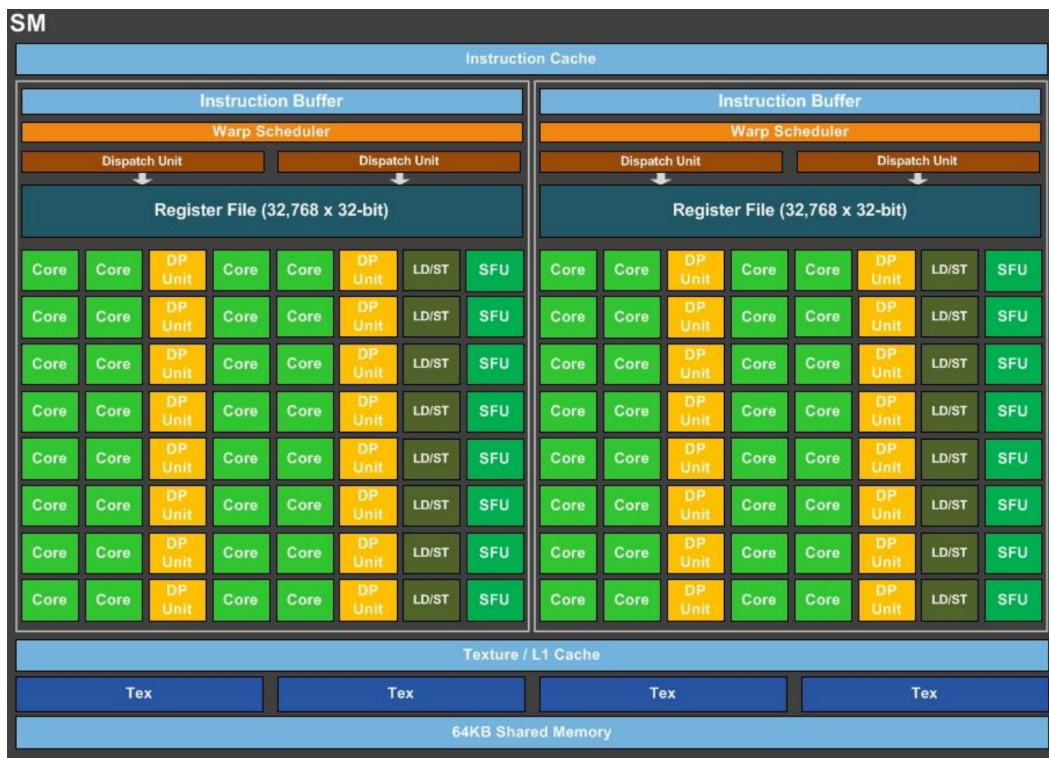 SM
Instruction Cache
Instruction Buffer Instruction Buffer
Warp Scheduler Warp Scheduler
Dispatch Unit Dispatch Unit Dispatch Unit Dispatch Unit
Register File (32,768 x 32-bit) Register File (32,768 x 32-bit)
Core Core DP Unit Core Core DP Unit LD/ST SFU Core Core DP Unit Core Core DP Unit LD/ST SFU
Core Core DP Unit Core Core DP Unit LD/ST SFU Core Core DP Unit Core Core DP Unit LD/ST SFU
Core Core DP Unit Core Core DP Unit LD/ST SFU Core Core DP Unit Core Core DP Unit LD/ST SFU
Core Core DP Unit Core Core DP Unit LD/ST SFU Core Core DP Unit Core Core DP Unit LD/ST SFU
Core Core DP Unit Core Core DP Unit LD/ST SFU Core Core DP Unit Core Core DP Unit LD/ST SFU
Core Core DP Unit Core Core DP Unit LD/ST SFU Core Core DP Unit Core Core DP Unit LD/ST SFU
Core Core DP Unit Core Core DP Unit LD/ST SFU Core Core DP Unit Core Core DP Unit LD/ST SFU
Core Core DP Unit Core Core DP Unit LD/ST SFU Core Core DP Unit Core Core DP Unit LD/ST SFU
Texture / L1 Cache
Tex Tex Tex Tex
64KB Shared Memory